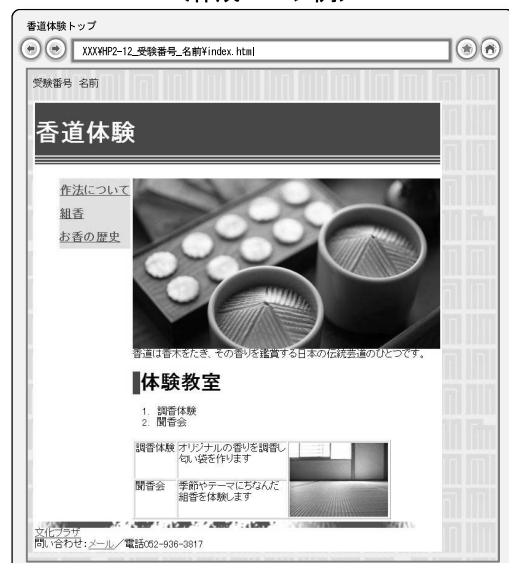 香道体験トップ
XXX¥HP2-12_受験番号_名前¥index.html
受験番号 名前
香道体験
作法について
組香
お香の歴史
香道は香木をたき、その香りを鑑賞する日本の伝統芸道のひとつです。
体験教室
1. 調香体験
2. 聞香会
調香体験 オリジナルの香りを調香し
匂い袋を作ります
聞香会 季節やテーマにちなんだ
組香を体験します
文化プラザ
問い合わせ：メール／電話052-936-3817